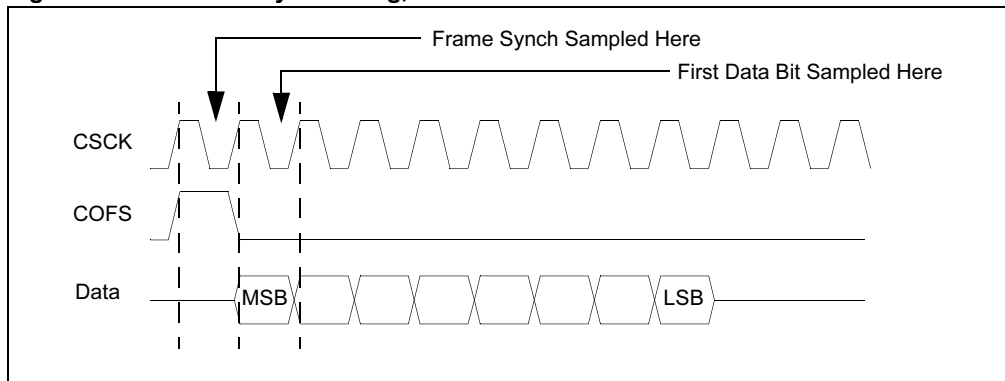 Frame Synch Sampled Here
First Data Bit Sampled Here
CSCK
COFS
Data
MSB
LSB